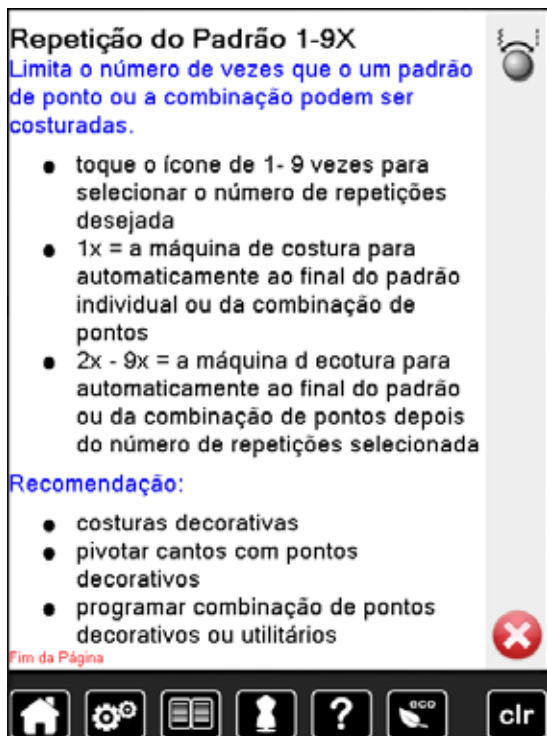 Repetição do Padrão 1-9X
Limita o número de vezes que o um padrão
de ponto ou a combinação podem ser
costuradas.
● toque o ícone de 1- 9 vezes para
selecionar o número de repetições
desejada
● 1x = a máquina de costura para
automaticamente ao final do padrão
individual ou da combinação de
pontos
● 2x - 9x = a máquina d ecotura para
automaticamente ao final do padrão
ou da combinação de pontos depois
do número de repetições selecionada
Recomendação:
● costuras decorativas
● pivotar cantos com pontos
decorativos
● programar combinação de pontos
decorativos ou utilitários
Fim da Página
? eco clr